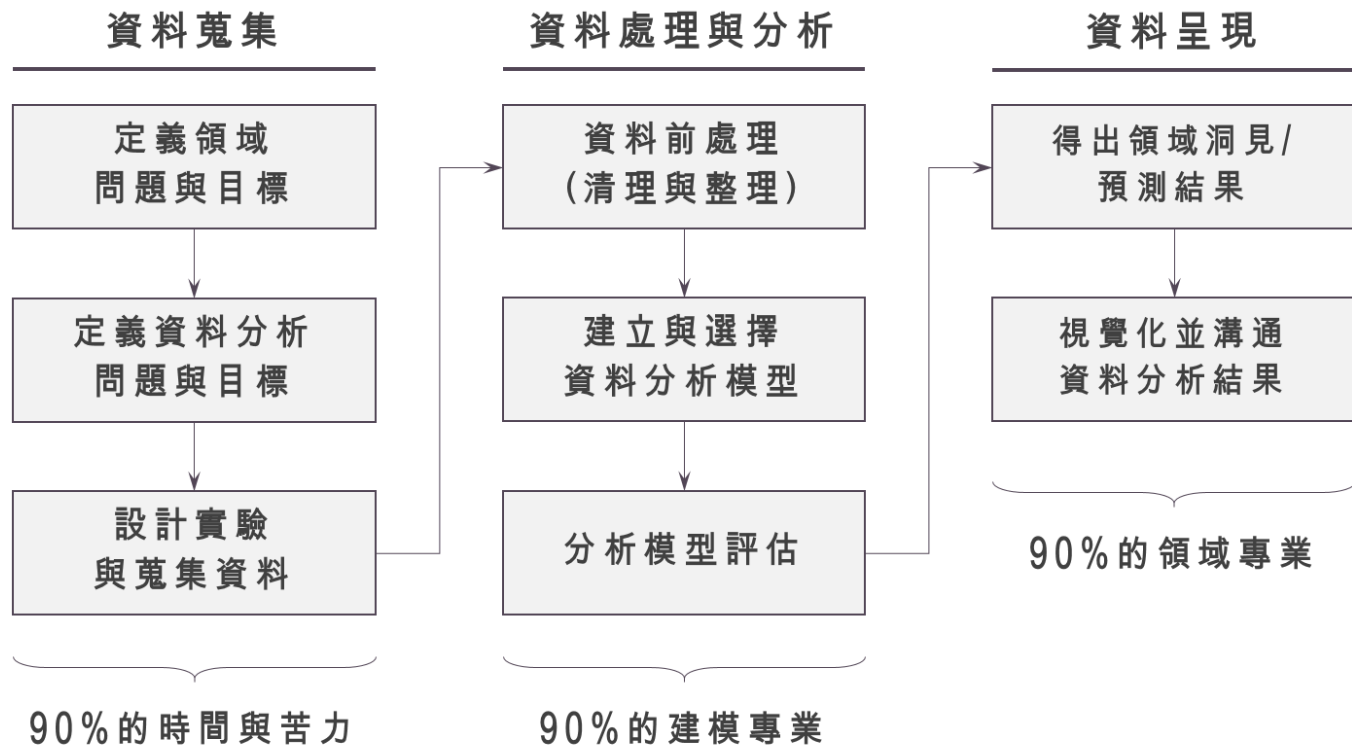 資料蒐集
定義領域
問題與目標
定義資料分析
問題與目標
設計實驗
與蒐集資料
90%的時間與苦力
資料處理與分析
資料前處理
(清理與整理)
建立與選擇
資料分析模型
分析模型評估
90%的建模專業
資料呈現
得出領域洞見/
預測結果
視覺化並溝通
資料分析結果
90%的領域專業